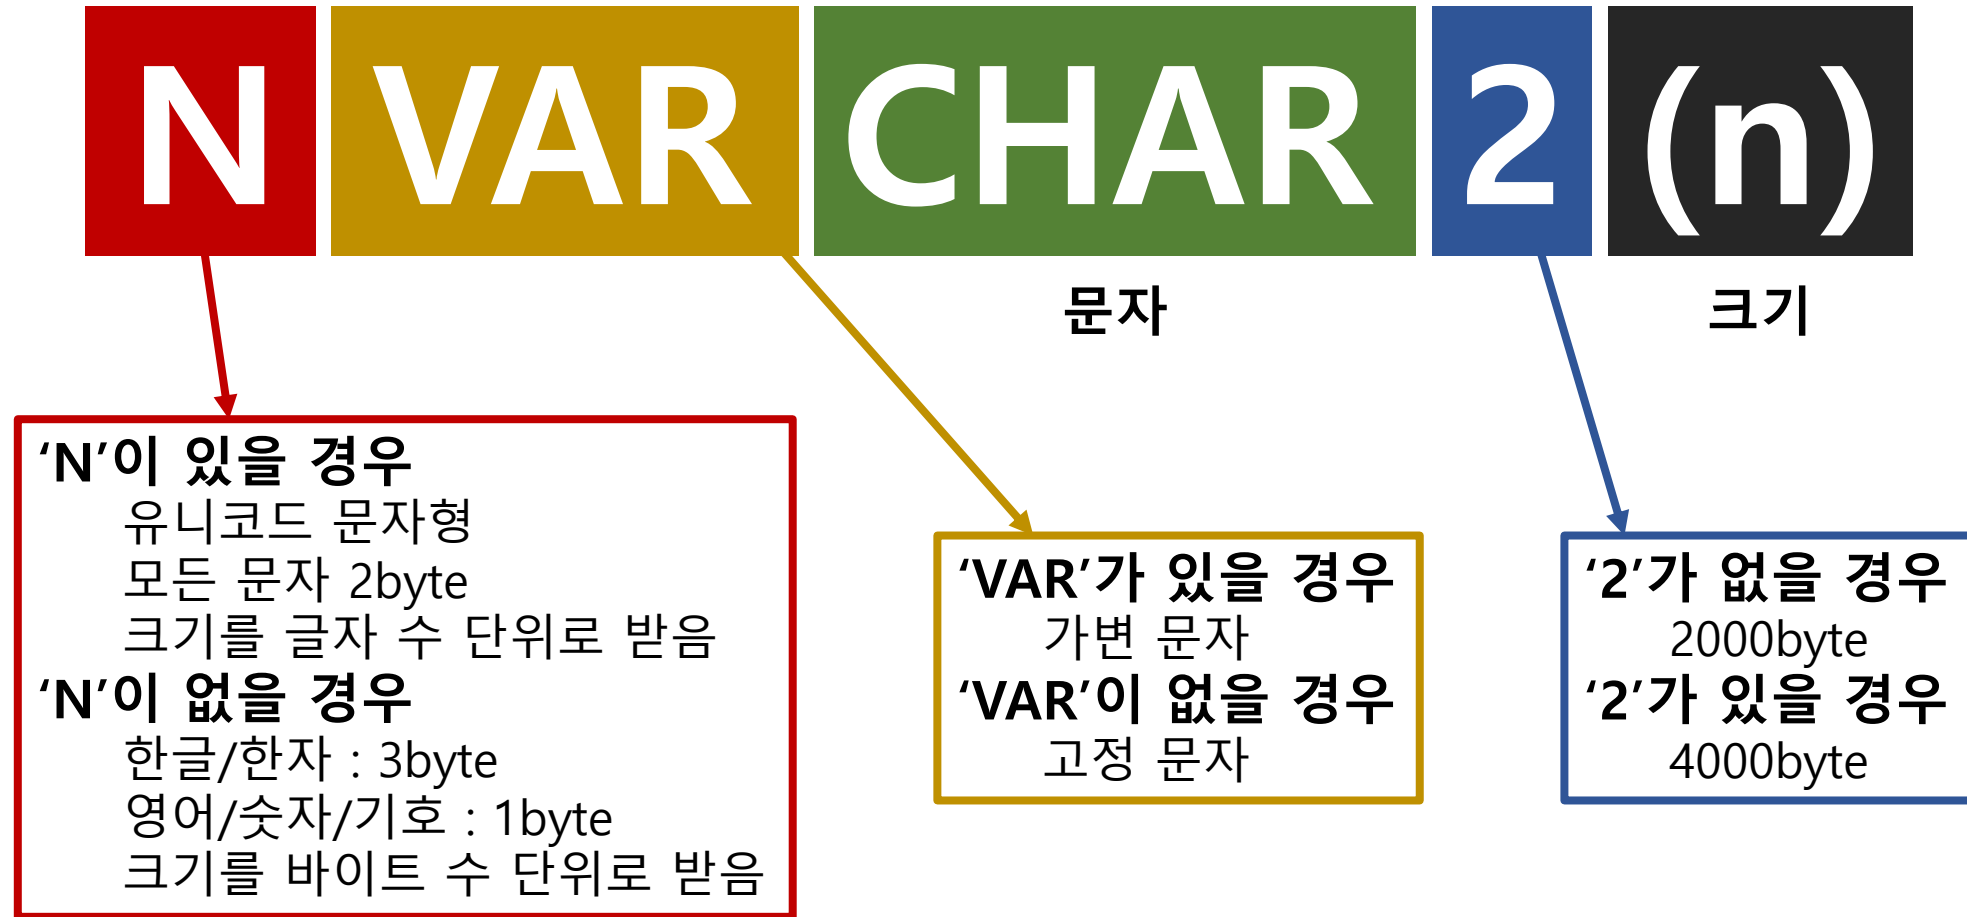 N VAR CHAR 2 (n)
문자
크기
‘N’이 있을 경우
유니코드 문자형
모든 문자 2byte
크기를 글자 수 단위로 받음
‘N’이 없을 경우
한글/한자 : 3byte
영어/숫자/기호 : 1byte
크기를 바이트 수 단위로 받음
‘VAR’가 있을 경우
가변 문자
‘VAR’이 없을 경우
고정 문자
‘2’가 없을 경우
2000byte
‘2’가 있을 경우
4000byte